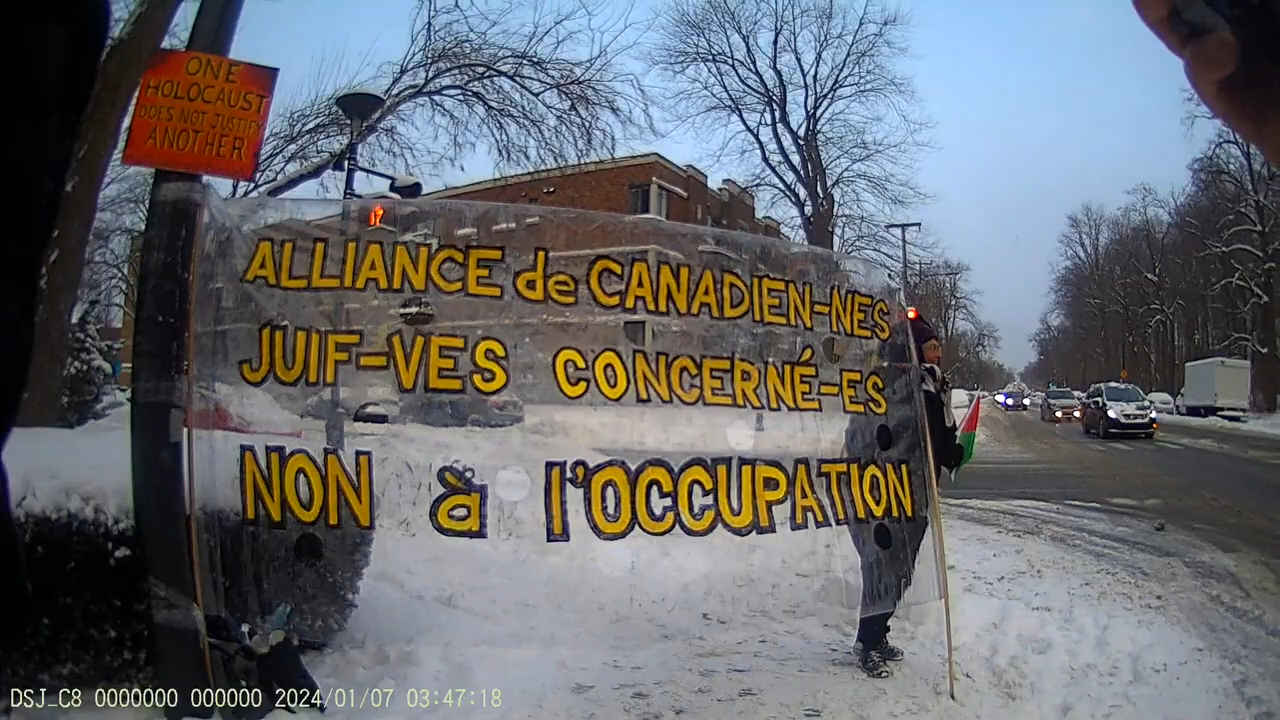 ONE
HOLOCAUST
DOES NOT JUSTIFY
ANOTHER
ALLIANCE de CANADIEN-NES
JUIF-VES CONCERNÉ-ES
NON à l'OCCUPATION
DSJ_C8 0000000 000000 2024/01/07 03:47:18